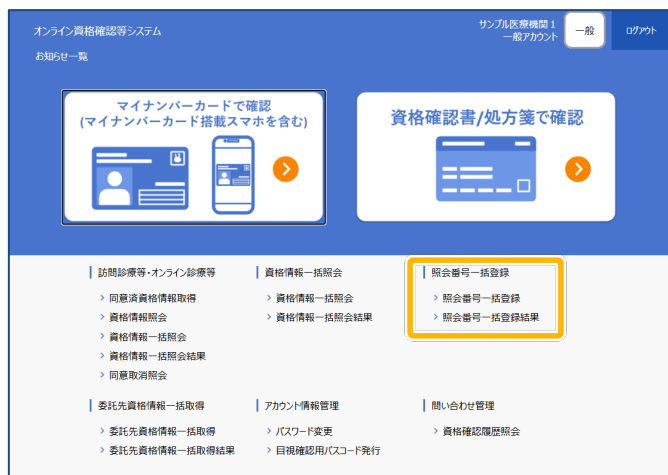 オンライン資格確認等システム
サンプル医療機関1
一般アカウント
一般
ログアウト
お知らせ一覧
マイナンバーカードで確認
(マイナンバーカード搭載スマホを含む)
資格確認書/処方箋で確認
訪問診療等・オンライン診療等
同意済資格情報取得
資格情報照会
資格情報一括照会
資格情報一括照会結果
同意取消照会
資格情報一括照会
資格情報一括照会
資格情報一括照会結果
照会番号一括登録
照会番号一括登録
照会番号一括登録結果
委託先資格情報一括取得
委託先資格情報一括取得
委託先資格情報一括取得結果
アカウント情報管理
パスワード変更
目視確認用パスコード発行
問い合わせ管理
資格確認履歴照会